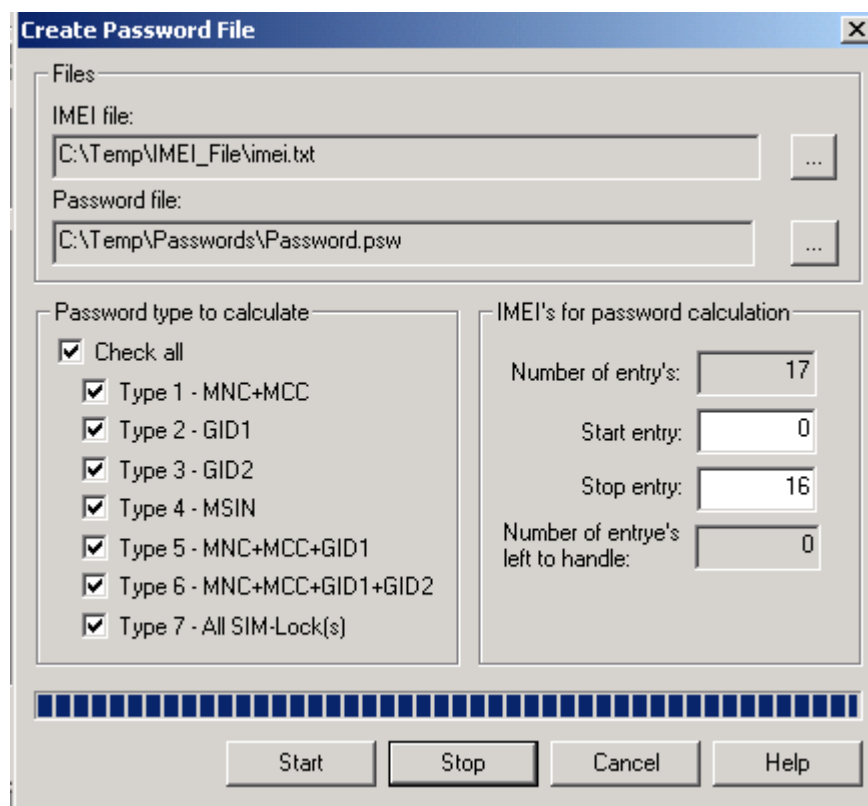 Create Password File
Files
IMEI file:
C:\Temp\IMEI_File\imei.txt
...
Password file:
C:\Temp\Passwords\Password.psw
...
Password type to calculate
Check all
Type 1 - MNC+MCC
Type 2 - GID1
Type 3 - GID2
Type 4 - MSIN
Type 5 - MNC+MCC+GID1
Type 6 - MNC+MCC+GID1+GID2
Type 7 - All SIM-Lock(s)
IMEI's for password calculation
Number of entry's: 17
Start entry: 0
Stop entry: 16
Number of entrye's
left to handle: 0
Start Stop Cancel Help